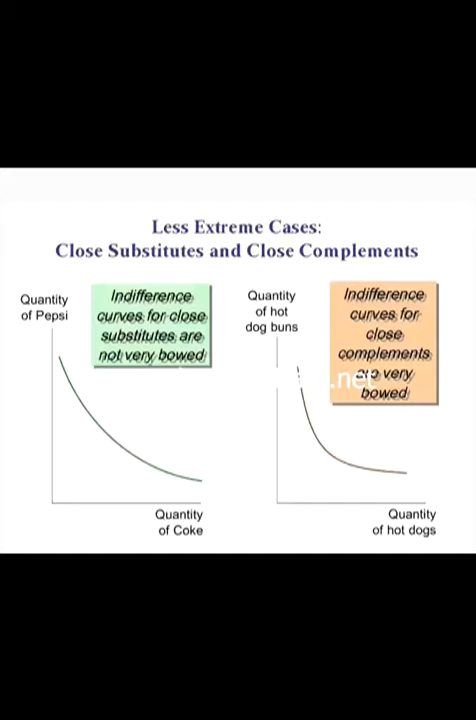 Less Extreme Cases:
Close Substitutes and Close Complements
Quantity
of Pepsi
Indifference
curves for close
substitutes are
not very bowed
Quantity
of Coke
Quantity
of hot
dog buns
Indifference
curves for
close
complements
are very
bowed
.net
Quantity
of hot dogs